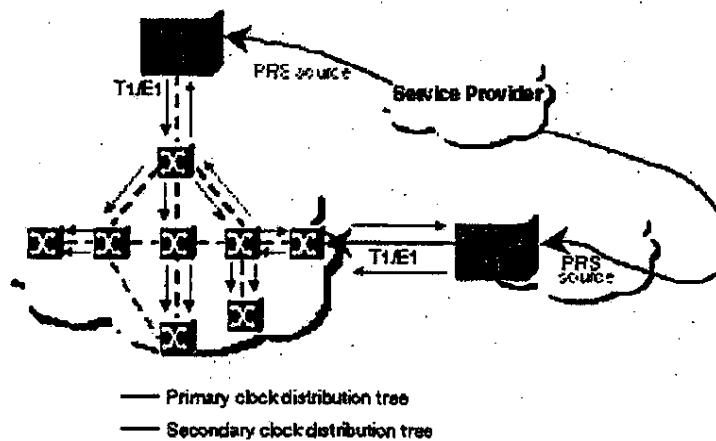 PRS source
T1/E1
Service Provider
T1/E1
PRS
source
Primary clock distribution tree
Secondary clock distribution tree